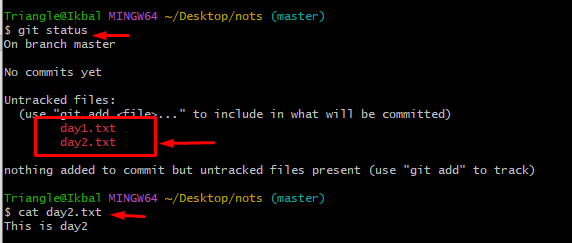 Triangle@Ikbal MINGW64 ~/Desktop/nots (master)
$ git status
On branch master
No commits yet
Untracked files:
(use "git add <file>..." to include in what will be committed)
day1.txt
day2.txt
nothing added to commit but untracked files present (use "git add" to track)
Triangle@Ikbal MINGW64 ~/Desktop/nots (master)
$ cat day2.txt
This is day2